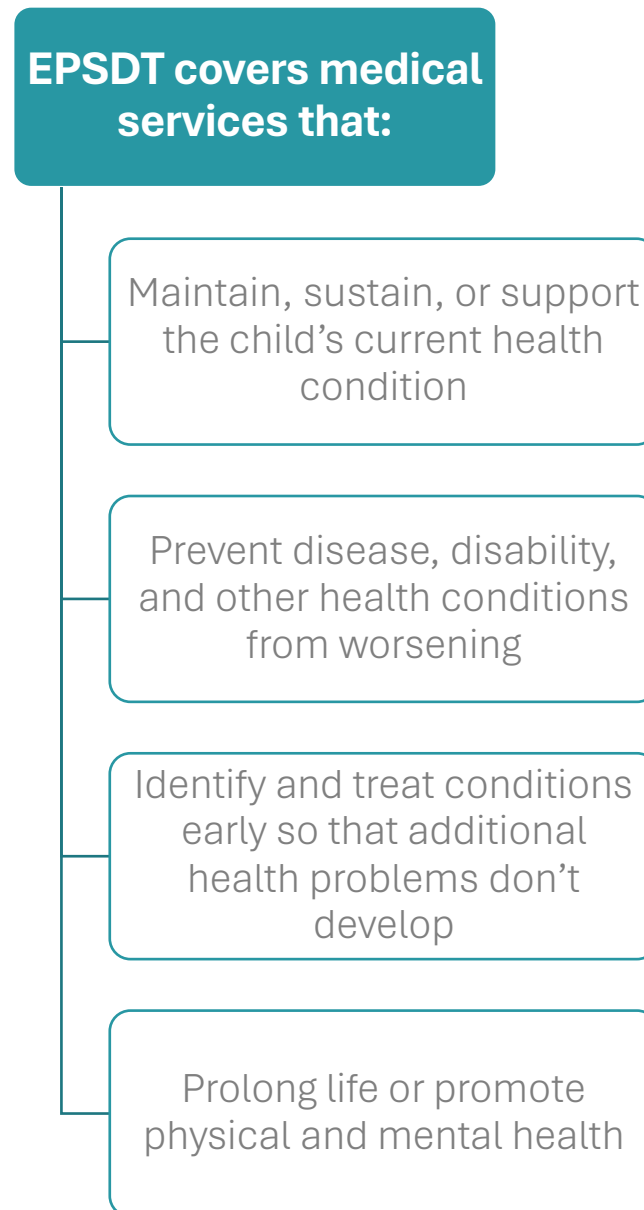 EPSDT covers medical
services that:
Maintain, sustain, or support
the child’s current health
condition
Prevent disease, disability,
and other health conditions
from worsening
Identify and treat conditions
early so that additional
health problems don’t
develop
Prolong life or promote
physical and mental health